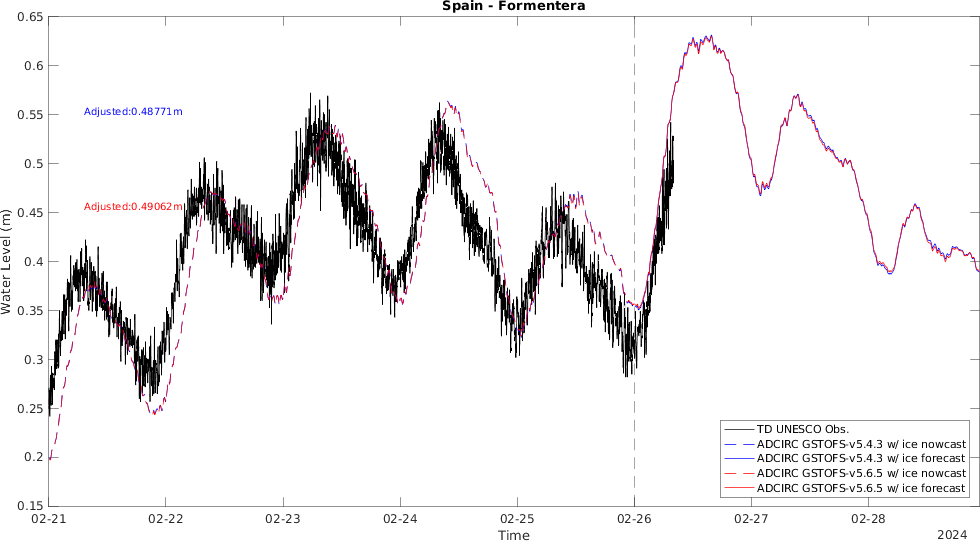 Spain - Formentera
0.65
0.6
0.55
0.5
0.45
0.4
0.35
0.3
0.25
0.2
0.15
Water Level (m)
Adjusted:0.48771m
Adjusted:0.49062m
TD UNESCO Obs.
ADCIRC GSTOFS-v5.4.3 w/ ice nowcast
ADCIRC GSTOFS-v5.4.3 w/ ice forecast
ADCIRC GSTOFS-v5.6.5 w/ ice nowcast
ADCIRC GSTOFS-v5.6.5 w/ ice forecast
02-21 02-22 02-23 02-24 02-25 02-26 02-27 02-28
Time
2024